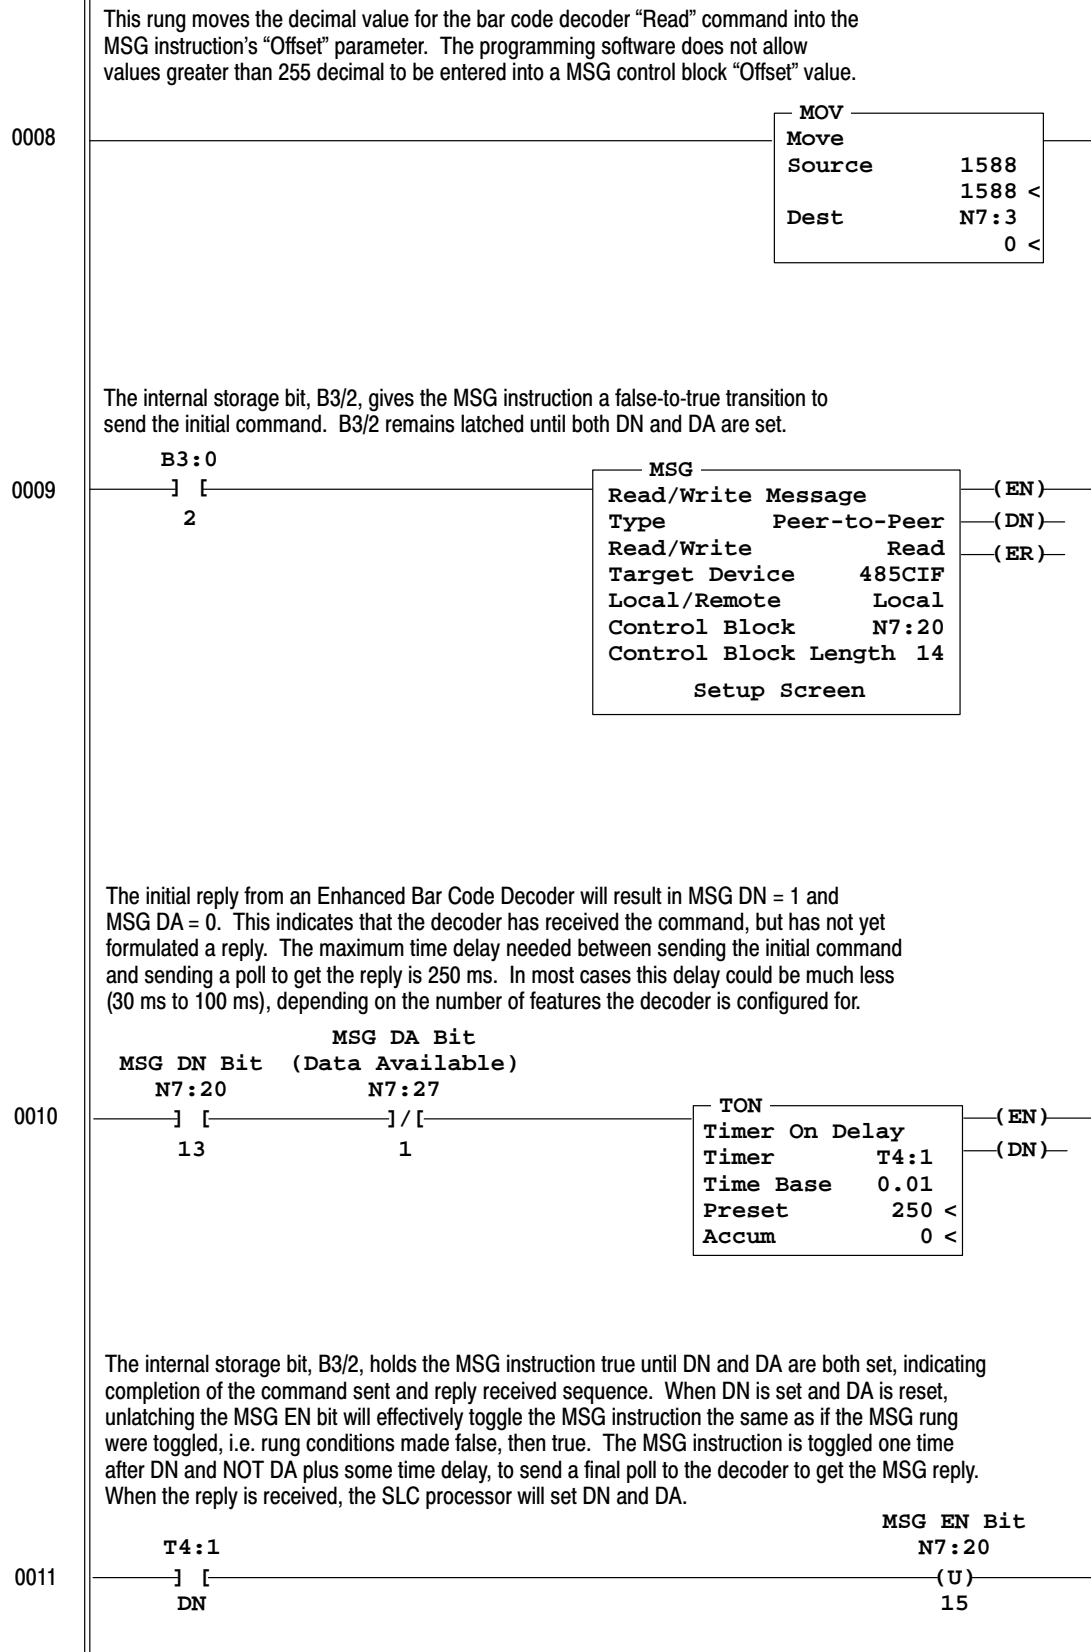 This rung moves the decimal value for the bar code decoder “Read” command into the
MSG instruction's “Offset” parameter. The programming software does not allow
values greater than 255 decimal to be entered into a MSG control block “Offset” value.
0008
MOV
Move
Source 1588
1588 <
Dest N7:3
0 <
The internal storage bit, B3/2, gives the MSG instruction a false-to-true transition to
send the initial command. B3/2 remains latched until both DN and DA are set.
B3:0
0009
] [
2
MSG
Read/Write Message
Type Peer-to-Peer
Read/Write Read
Target Device 485CIF
Local/Remote Local
Control Block N7:20
Control Block Length 14
Setup Screen
(EN)
(DN)
(ER)
The initial reply from an Enhanced Bar Code Decoder will result in MSG DN = 1 and
MSG DA = 0. This indicates that the decoder has received the command, but has not yet
formulated a reply. The maximum time delay needed between sending the initial command
and sending a poll to get the reply is 250 ms. In most cases this delay could be much less
(30 ms to 100 ms), depending on the number of features the decoder is configured for.
MSG DA Bit
MSG DN Bit (Data Available)
N7:20 N7:27
0010
] [ ]/[
13 1
TON
Timer On Delay
Timer T4:1
Time Base 0.01
Preset 250 <
Accum 0 <
(EN)
(DN)
The internal storage bit, B3/2, holds the MSG instruction true until DN and DA are both set, indicating
completion of the command sent and reply received sequence. When DN is set and DA is reset,
unlatching the MSG EN bit will effectively toggle the MSG instruction the same as if the MSG rung
were toggled, i.e. rung conditions made false, then true. The MSG instruction is toggled one time
after DN and NOT DA plus some time delay, to send a final poll to the decoder to get the MSG reply.
When the reply is received, the SLC processor will set DN and DA.
MSG EN Bit
T4:1 N7:20
0011 ] [ (U)
DN 15